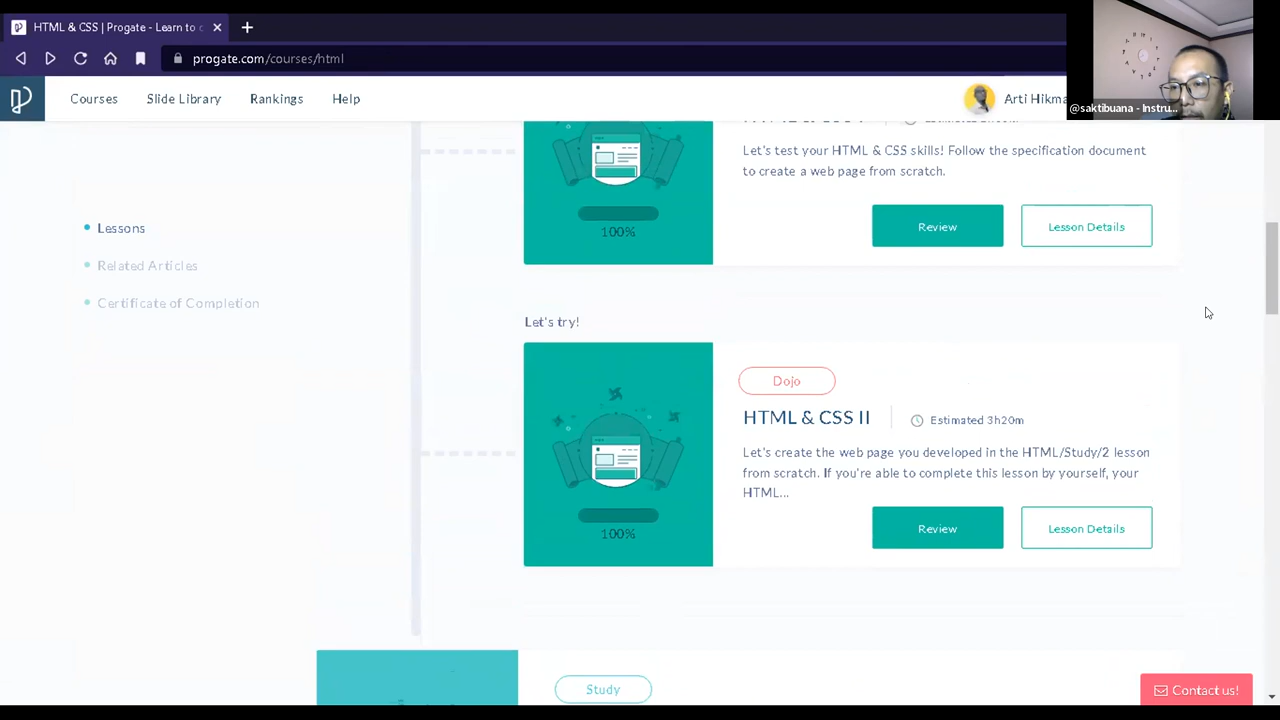 HTML & CSS | Progate - Learn to c
progate.com/courses/html
Courses
Slide Library
Rankings
Help
Arti Hikma
@saktibuana - Instru...
Let's test your HTML & CSS skills! Follow the specification document
to create a web page from scratch.
100%
Review
Lesson Details
Lessons
Related Articles
Certificate of Completion
Let's try!
Dojo
HTML & CSS II
Estimated 3h20m
Let's create the web page you developed in the HTML/Study/2 lesson
from scratch. If you're able to complete this lesson by yourself, your
HTML...
100%
Review
Lesson Details
Study
Contact us!